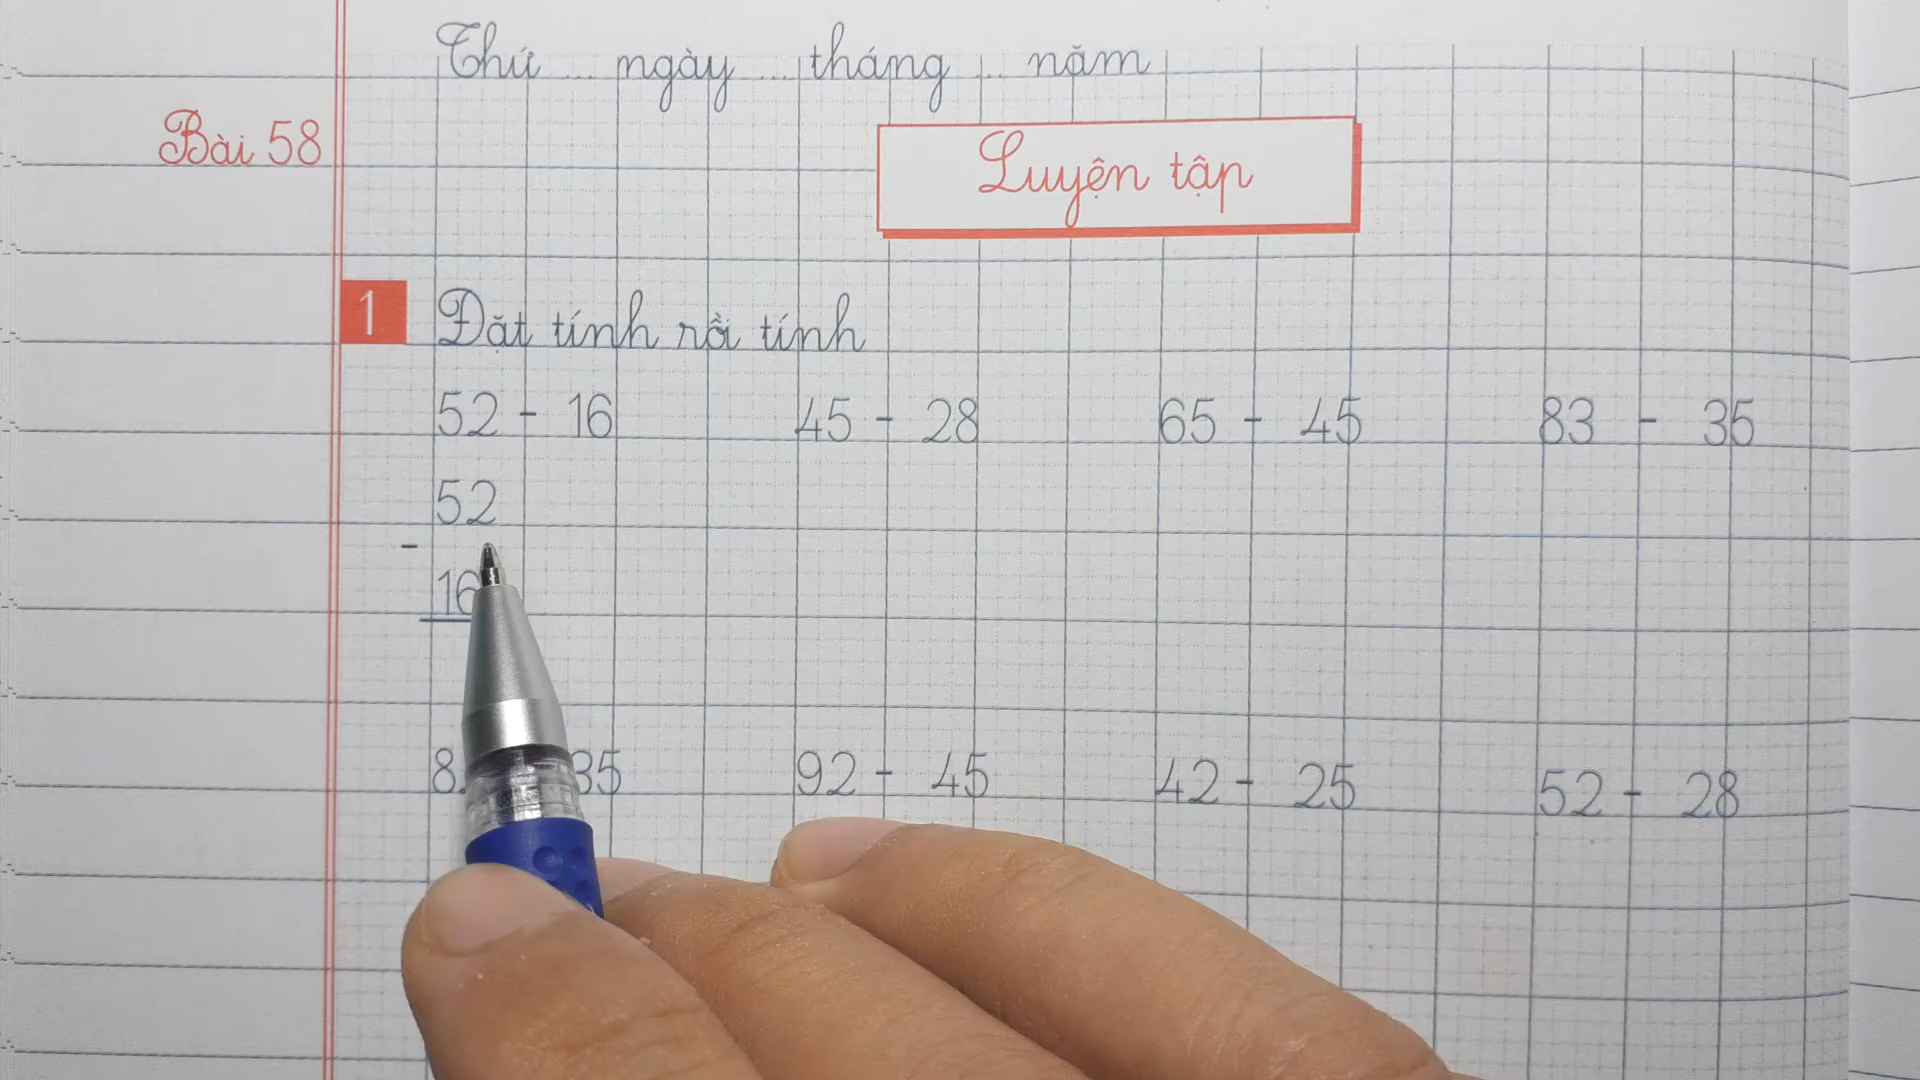 Thứ ... ngày ... tháng ... năm
Bài 58
Luyện tập
1 Đặt tính rồi tính
52 - 16 45 - 28 65 - 45 83 - 35
52
-
16
35 92 - 45 42 - 25 52 - 28